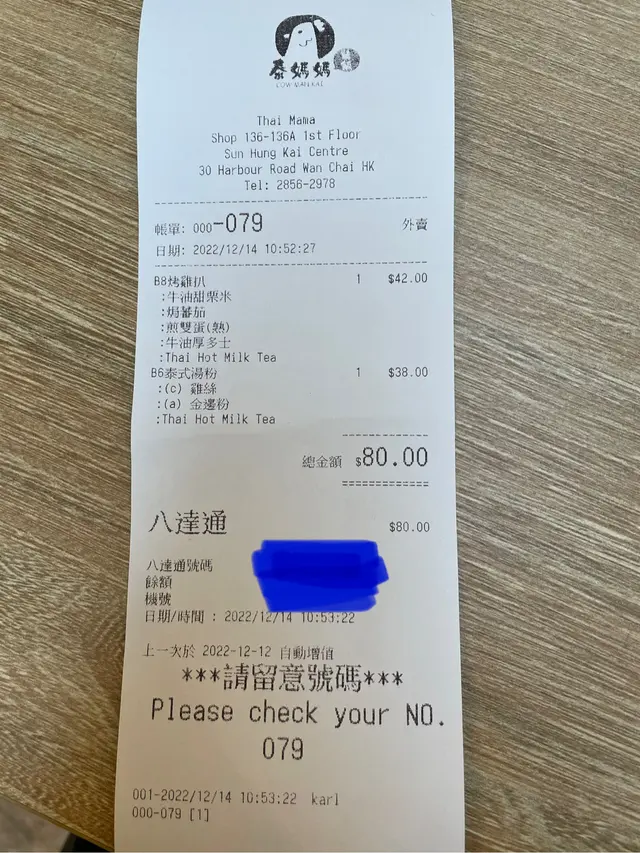 泰媽媽
COW MAN KAI
Thai Mama
Shop 136-136A 1st Floor
Sun Hung Kai Centre
30 Harbour Road Wan Chai HK
Tel: 2856-2978
帳單: 000-079 外賣
日期: 2022/12/14 10:52:27
B8烤雞扒 1 $42.00
:牛油甜栗米
:焗蕃茄
:煎雙蛋(熟)
:牛油厚多士
:Thai Hot Milk Tea
B6泰式湯粉 1 $38.00
:(c) 雞絲
:(a) 金邊粉
:Thai Hot Milk Tea
總金額 $80.00
八達通 $80.00
八達通號碼
餘額
機號
日期/時間 : 2022/12/14 10:53:22
上一次於 2022-12-12 自動增值
***請留意號碼***
Please check your NO.
079
001-2022/12/14 10:53:22 karl
000-079 [1]